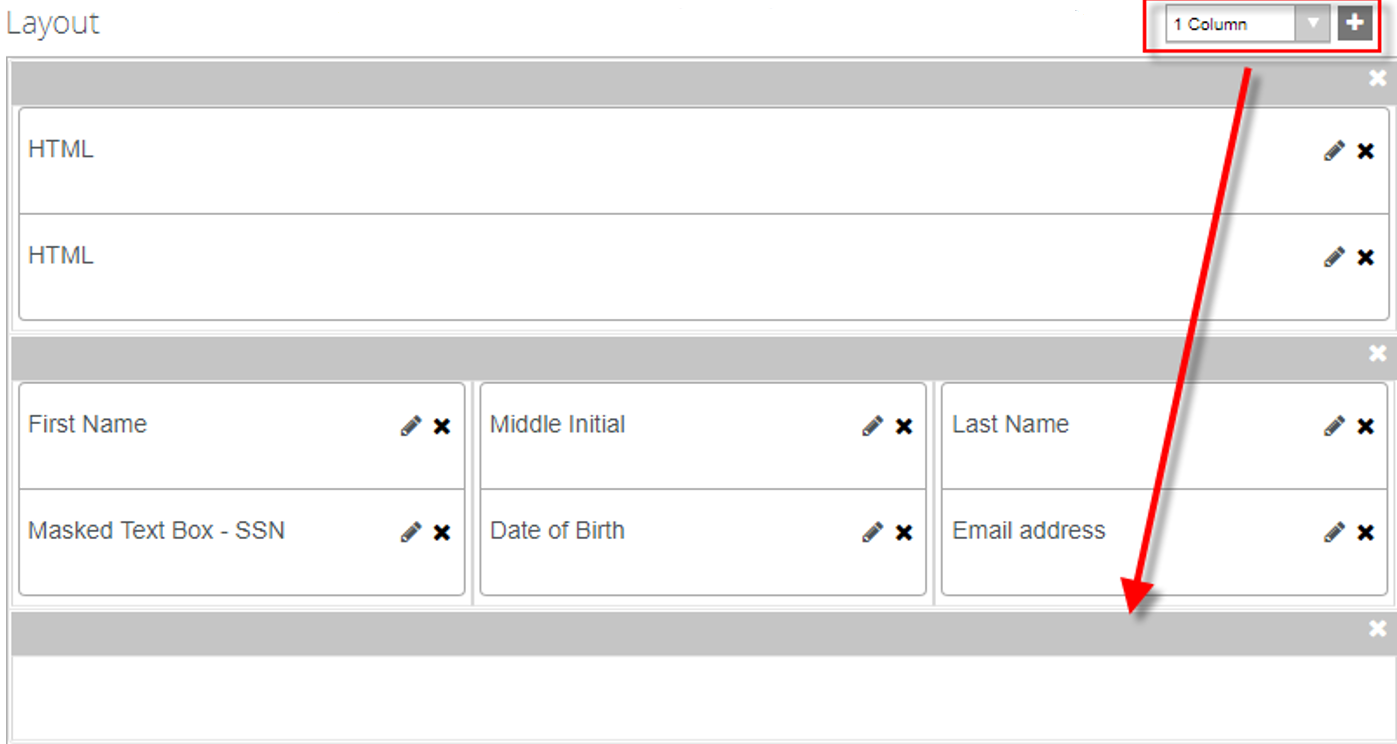 Layout
1 Column
HTML
HTML
First Name
Middle Initial
Last Name
Masked Text Box - SSN
Date of Birth
Email address